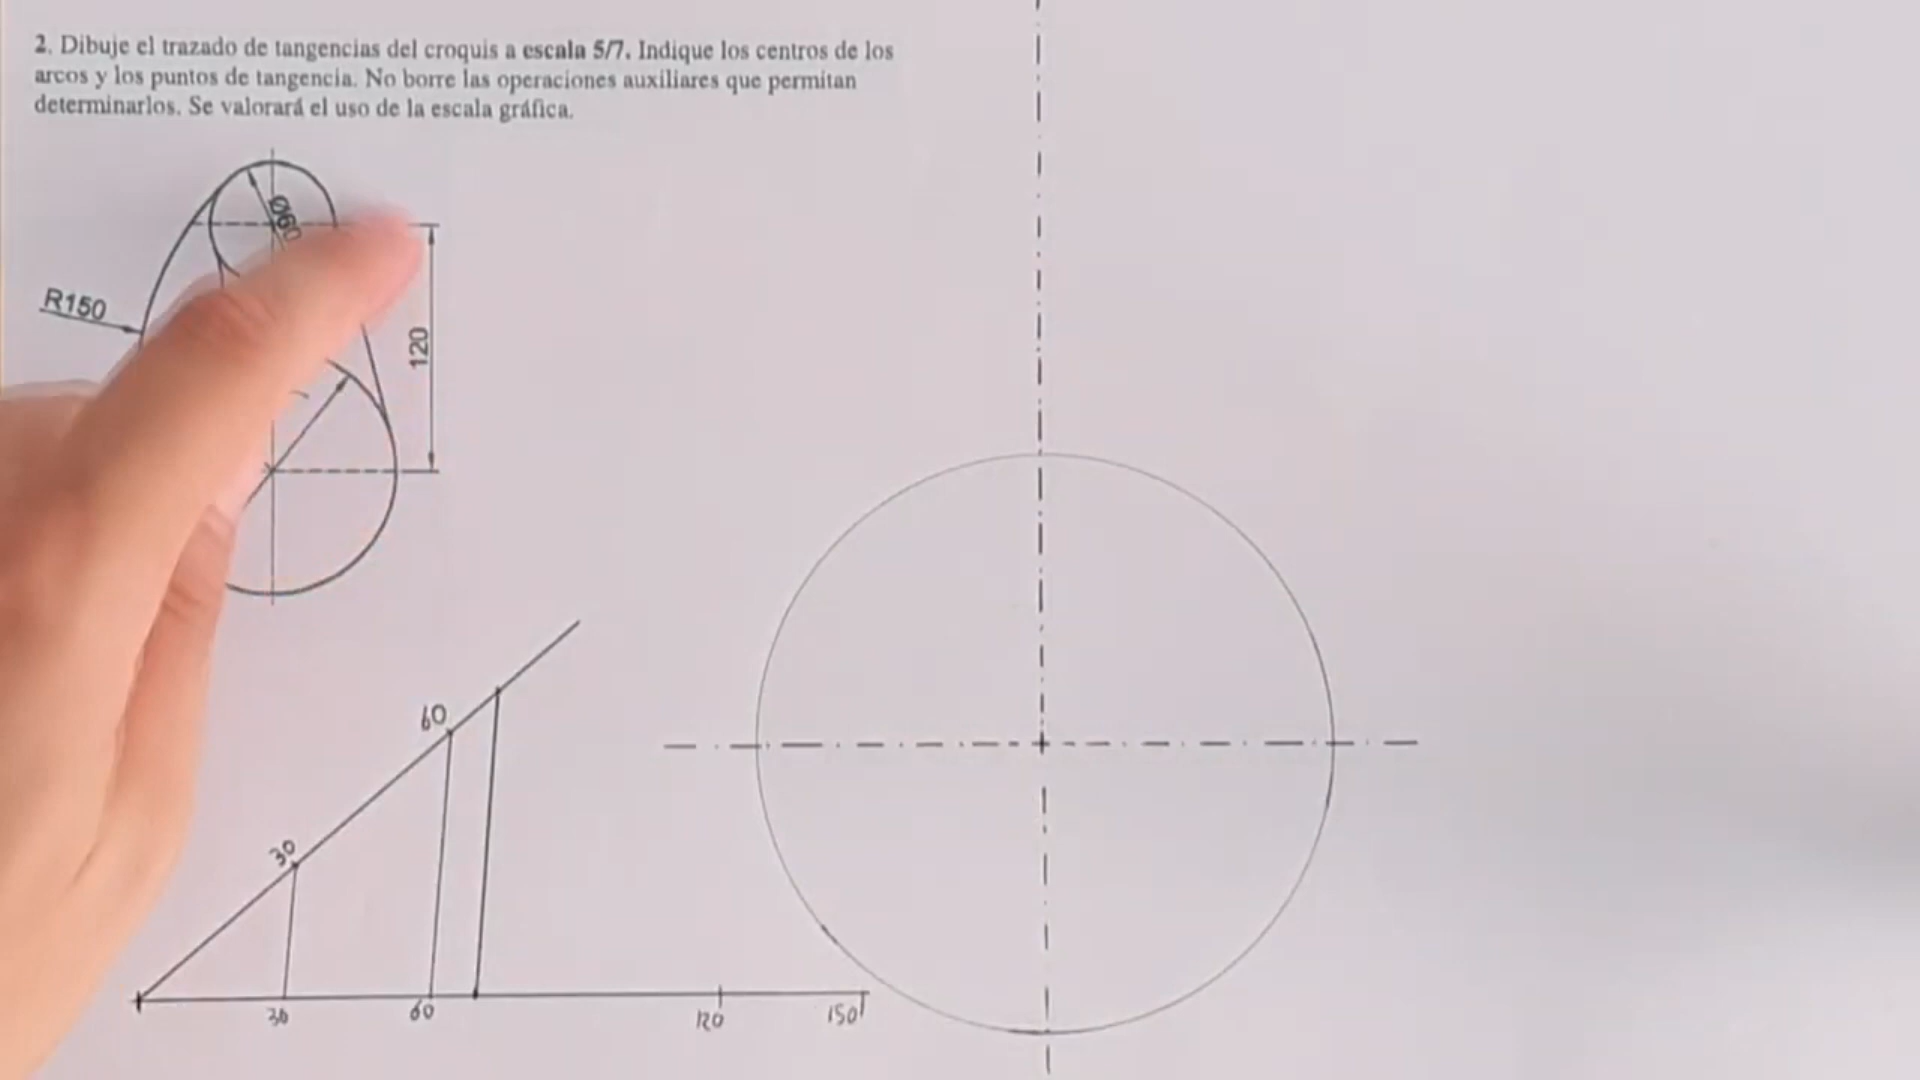 2. Dibuje el trazado de tangencias del croquis a escala 5/7. Indique los centros de los
arcos y los puntos de tangencia. No borre las operaciones auxiliares que permitan
determinarlos. Se valorará el uso de la escala gráfica.
Ø60
R150
120
60
30
30
60
120
150